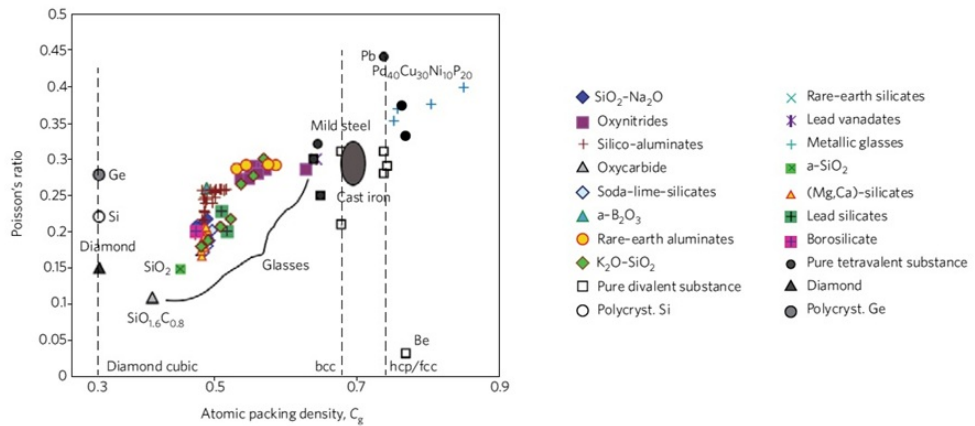 0.5
0.45
0.4
0.35
0.3
0.25
0.2
0.15
0.1
0.05
0
Poisson's ratio
Pb
Pd₄₀Cu₃₀Ni₁₀P₂₀
Mild steel
Ge
Cast iron
Si
Diamond
Glasses
SiO₂
SiO₁.₆C₀.₈
Be
Diamond cubic
bcc
hcp/fcc
0.3
0.5
0.7
0.9
Atomic packing density, Cg
SiO₂–Na₂O
Oxynitrides
Silico-aluminates
Oxycarbide
Soda-lime-silicates
a-B₂O₃
Rare-earth aluminates
K₂O–SiO₂
Pure divalent substance
Polycryst. Si
Rare-earth silicates
Lead vanadates
Metallic glasses
a-SiO₂
(Mg,Ca)-silicates
Lead silicates
Borosilicate
Pure tetravalent substance
Diamond
Polycryst. Ge